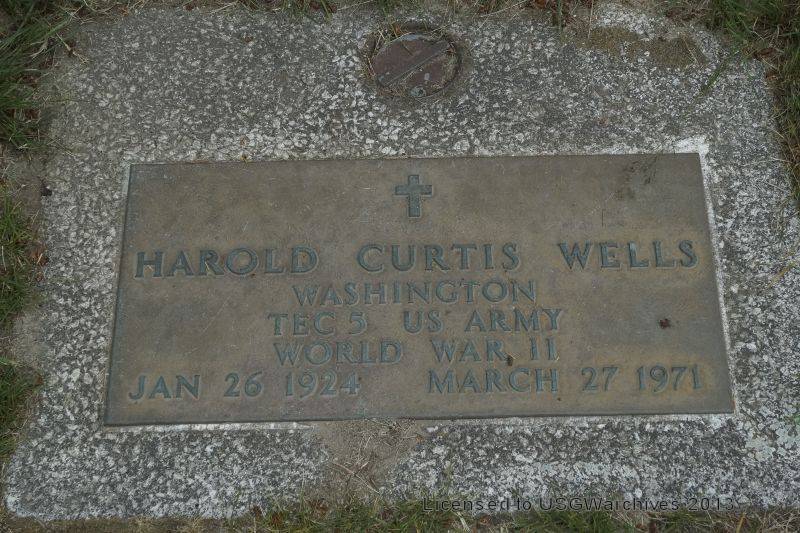 HAROLD CURTIS WELLS
WASHINGTON
TEC 5 US ARMY
WORLD WAR II
JAN 26 1924 MARCH 27 1971
Licensed to USGWarchives 2013